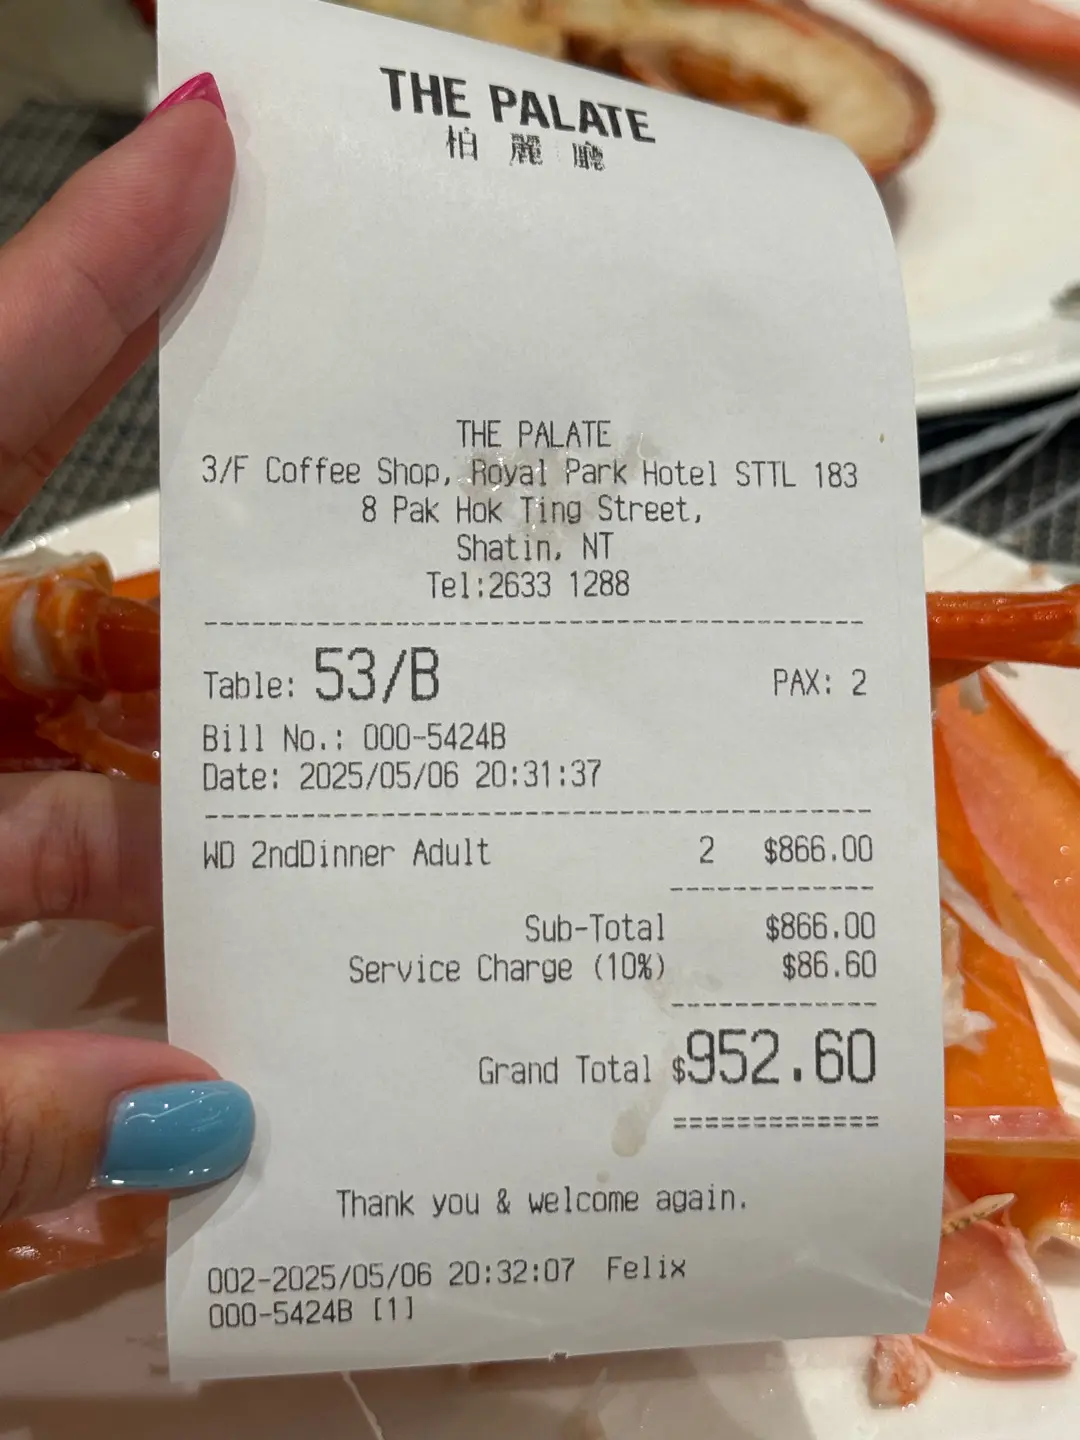 THE PALATE
柏麗廳
THE PALATE
3/F Coffee Shop, Royal Park Hotel STTL 183
8 Pak Hok Ting Street,
Shatin, NT
Tel:2633 1288
Table: 53/B PAX: 2
Bill No.: 000-5424B
Date: 2025/05/06 20:31:37
WD 2ndDinner Adult 2 $866.00
Sub-Total $866.00
Service Charge (10%) $86.60
Grand Total $952.60
Thank you & welcome again.
002-2025/05/06 20:32:07 Felix
000-5424B [1]